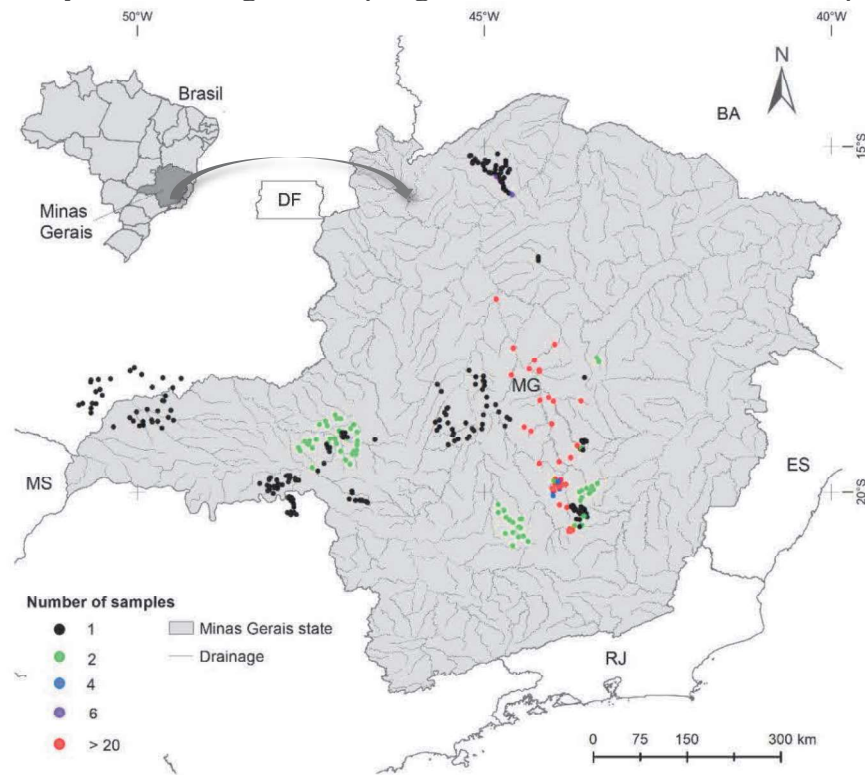 50°W
45°W
40°W
N
Brasil
BA
15°S
DF
Minas
Gerais
MG
ES
MS
20°S
Number of samples
1
Minas Gerais state
2
Drainage
4
RJ
6
> 20
0 75 150 300 km